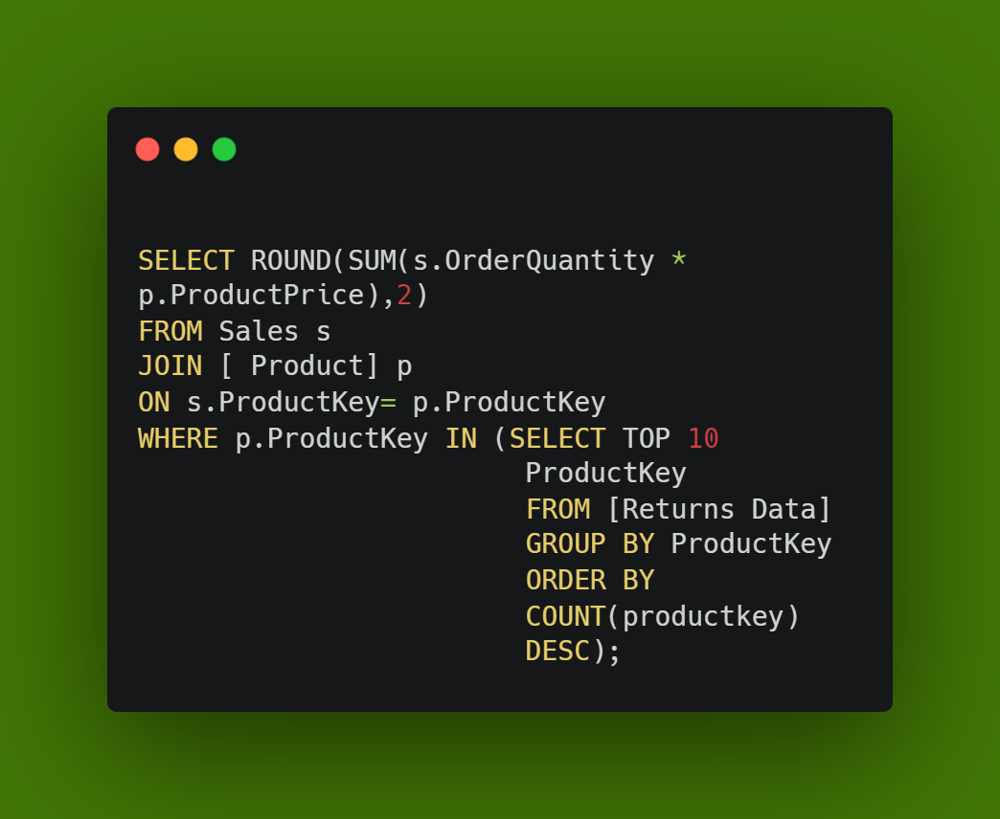 SELECT ROUND(SUM(s.OrderQuantity *
p.ProductPrice),2)
FROM Sales s
JOIN [ Product] p
ON s.ProductKey= p.ProductKey
WHERE p.ProductKey IN (SELECT TOP 10
ProductKey
FROM [Returns Data]
GROUP BY ProductKey
ORDER BY
COUNT(productkey)
DESC);